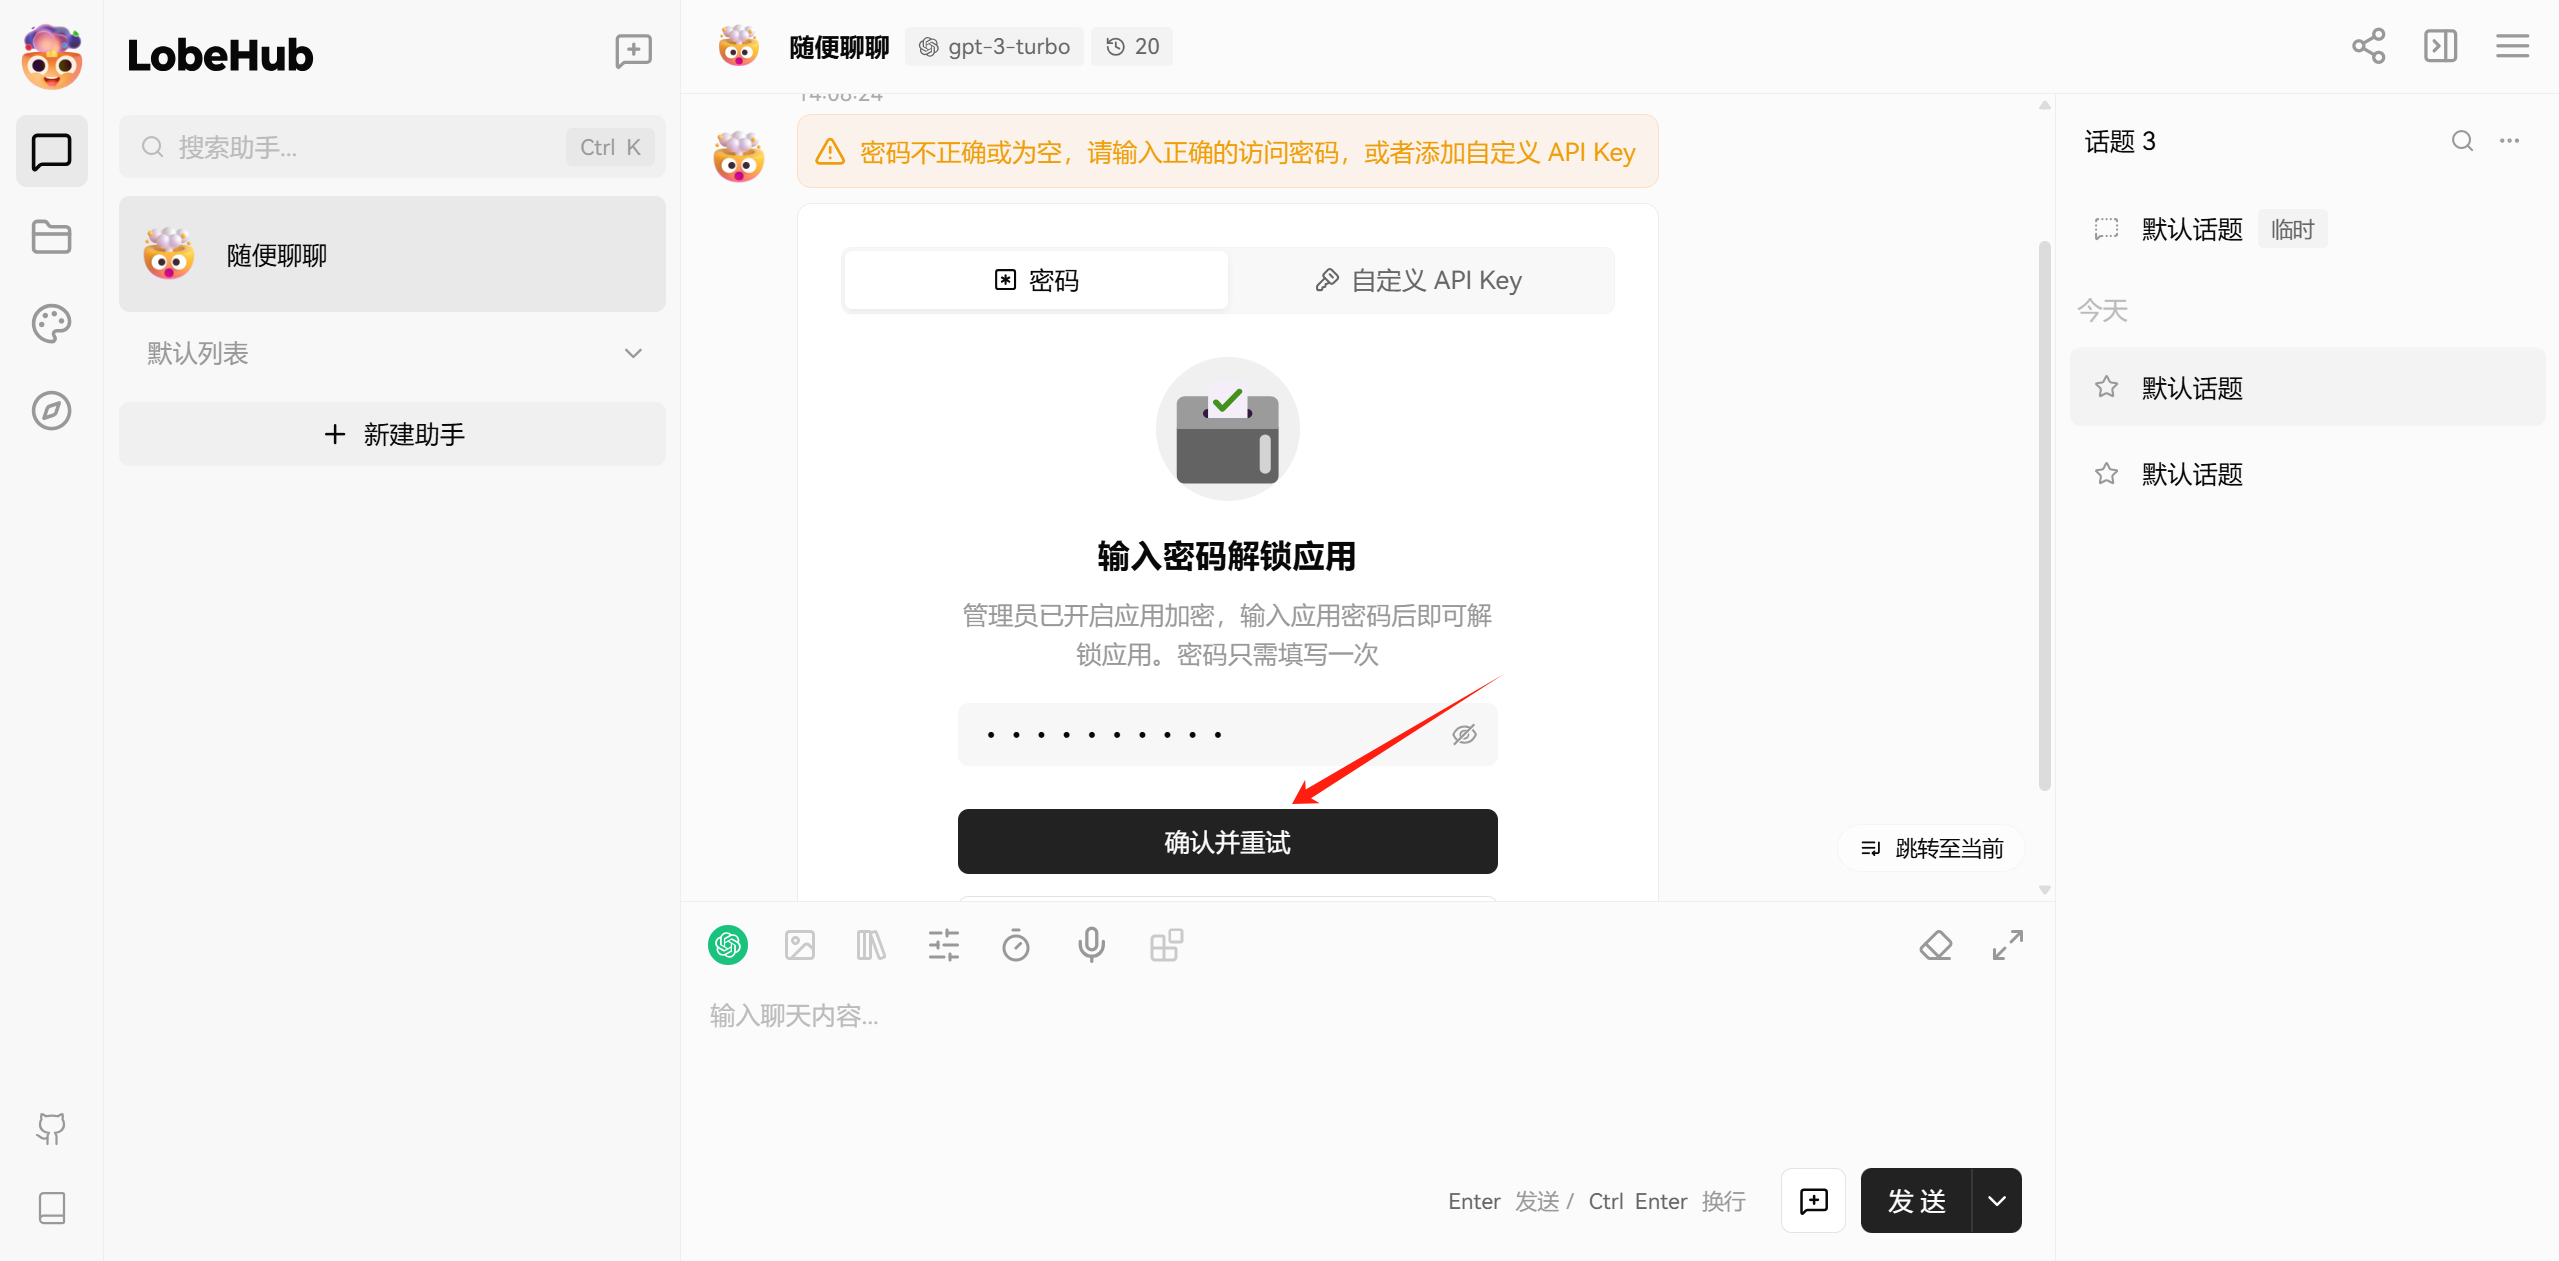 LobeHub
搜索助手...
Ctrl K
随便聊聊
默认列表
新建助手
随便聊聊
gpt-3-turbo
20
14:08:24
密码不正确或为空，请输入正确的访问密码，或者添加自定义 API Key
密码
自定义 API Key
输入密码解锁应用
管理员已开启应用加密，输入应用密码后即可解
锁应用。密码只需填写一次
确认并重试
跳转至当前
输入聊天内容...
Enter 发送 / Ctrl Enter 换行
发 送
话题 3
默认话题
临时
今天
默认话题
默认话题